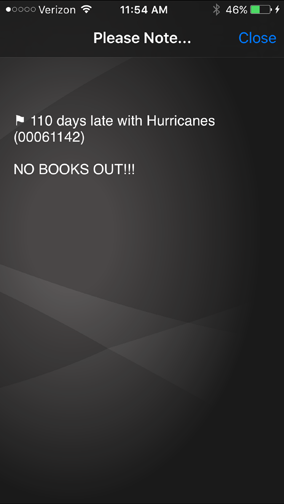 Verizon 11:54 AM 46%
Please Note... Close
⚑ 110 days late with Hurricanes
(00061142)
NO BOOKS OUT!!!